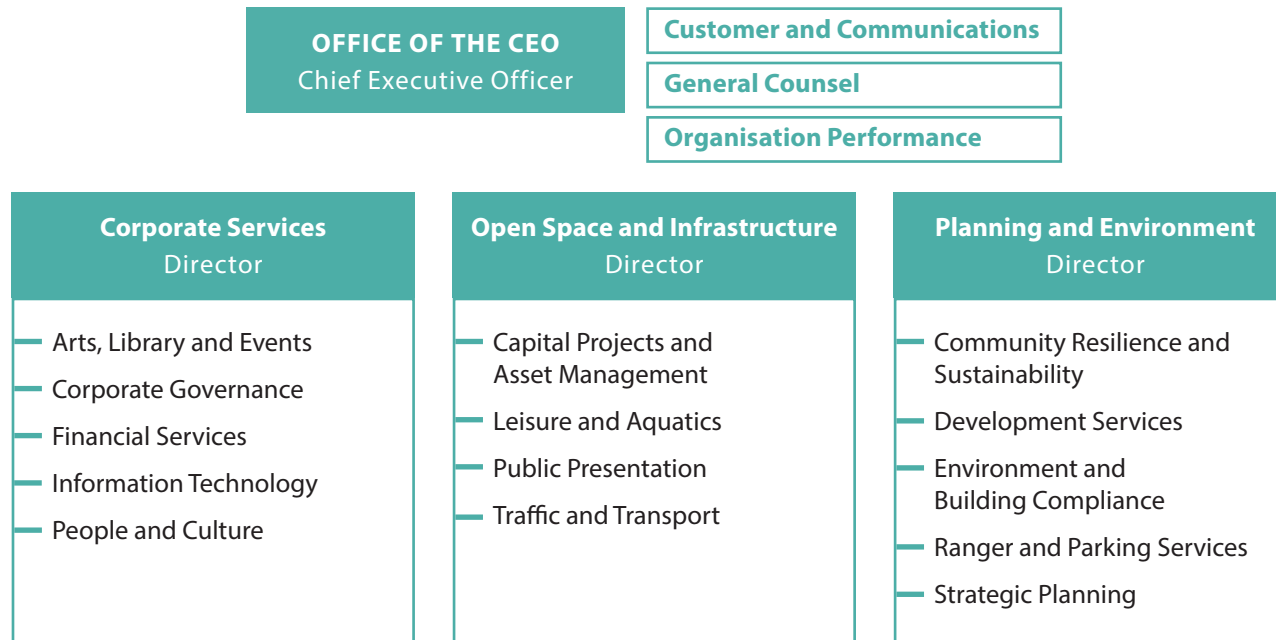 OFFICE OF THE CEO
Chief Executive Officer
Customer and Communications
General Counsel
Organisation Performance
Corporate Services
Director
Arts, Library and Events
Corporate Governance
Financial Services
Information Technology
People and Culture
Open Space and Infrastructure
Director
Capital Projects and
Asset Management
Leisure and Aquatics
Public Presentation
Traffic and Transport
Planning and Environment
Director
Community Resilience and
Sustainability
Development Services
Environment and
Building Compliance
Ranger and Parking Services
Strategic Planning